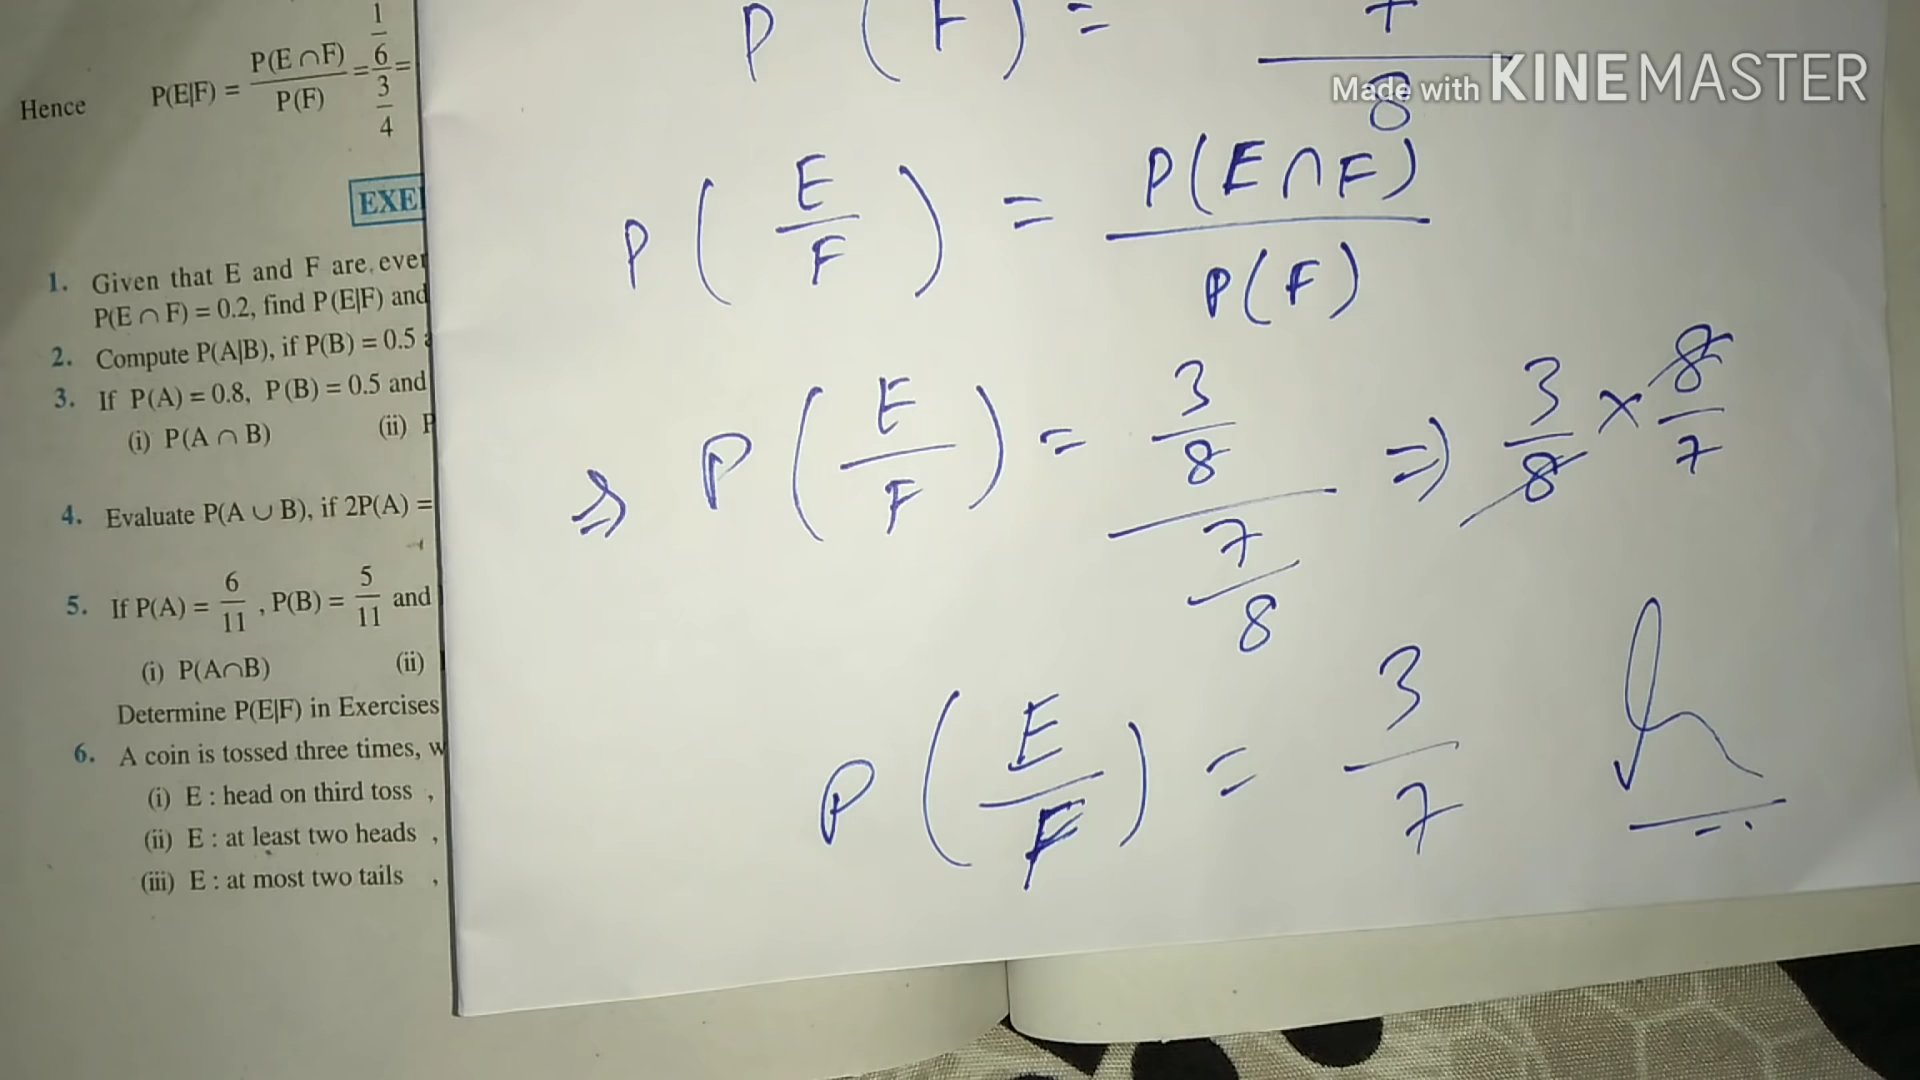 Hence P(E|F) = P(E ∩ F) / P(F) = 1/6 / 3/4 =
EXE
1. Given that E and F are even
P(E ∩ F) = 0.2, find P(E|F) and
2. Compute P(A|B), if P(B) = 0.5
3. If P(A) = 0.8, P(B) = 0.5 and
(i) P(A ∩ B) (ii) P
4. Evaluate P(A ∪ B), if 2P(A) =
5. If P(A) = 6/11, P(B) = 5/11 and
(i) P(A∩B) (ii)
Determine P(E|F) in Exercises
6. A coin is tossed three times, w
(i) E : head on third toss ,
(ii) E : at least two heads ,
(iii) E : at most two tails ,
P (F) = 7/8
Made with KINEMASTER
P(E/F) = P(E∩F) / P(F)
⇒ P(E/F) = 3/8 / 7/8 ⇒ 3/8 × 8/7
P(E/F) = 3/7